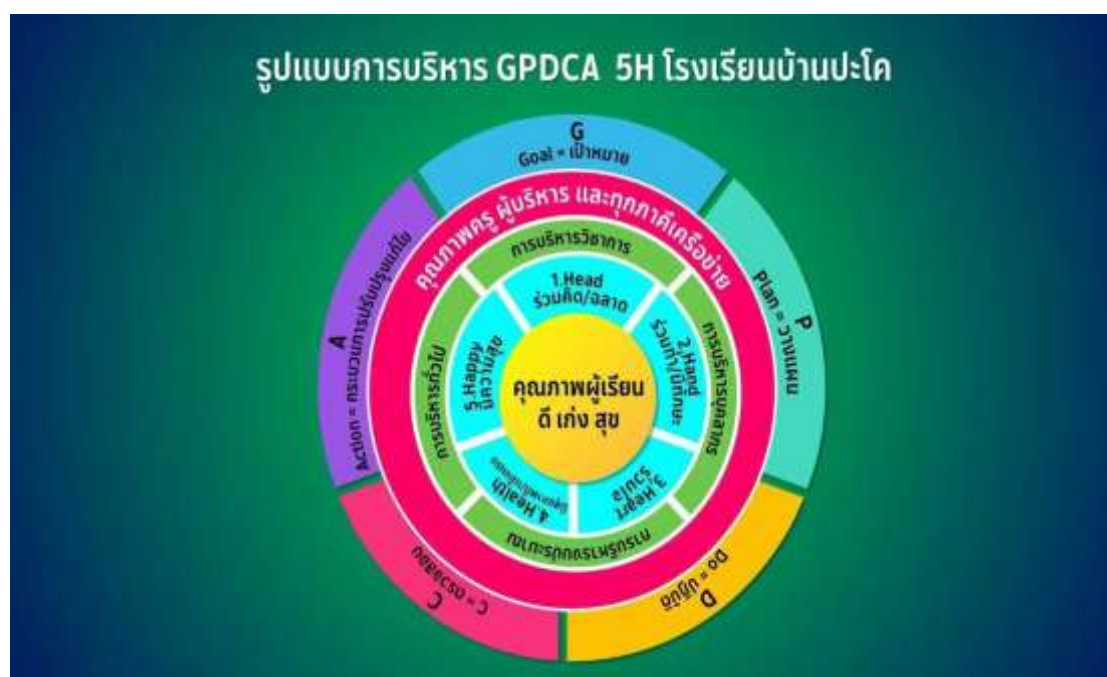 รูปแบบการบริหาร GPDCA 5H โรงเรียนบ้านปะโค
G
Goal = เป้าหมาย
P
Plan = วางแผน
D
Do = ปฏิบัติ
C
C = ตรวจสอบ
A
Action = กระบวนการปรับปรุงแก้ไข
คุณภาพครู ผู้บริหาร และทุกภาคีเครือข่าย
การบริหารวิชาการ
การบริหารบุคลากร
การบริหารงบประมาณ
การบริหารทั่วไป
1.Head
ร่วมคิด/ฉลาด
2.Hand
ร่วมทำ/มีทักษะ
3.Heart
รวมใจ
4.Health
5.Happy
มีความสุข
คุณภาพผู้เรียน
ดี เก่ง สุข